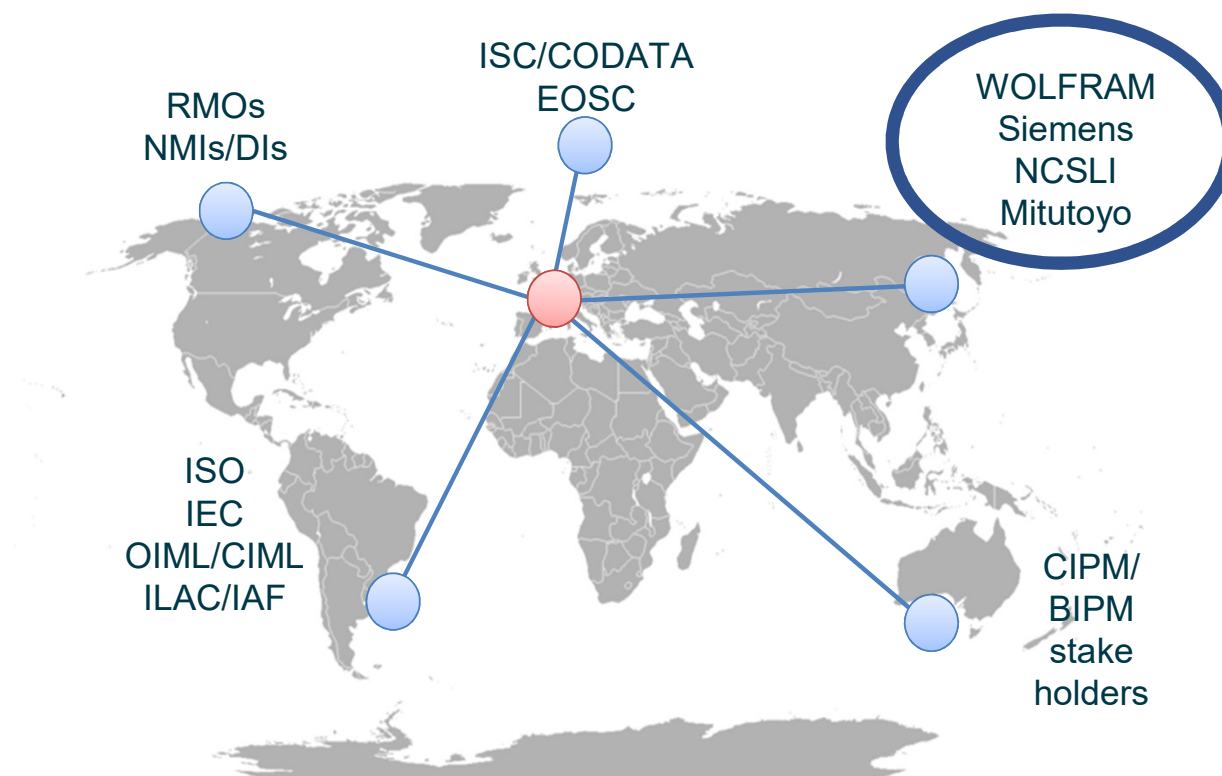 ISC/CODATA
EOSC
RMOs
NMIs/DIs
WOLFRAM
Siemens
NCSLI
Mitutoyo
ISO
IEC
OIML/CIML
ILAC/IAF
CIPM/
BIPM
stake
holders